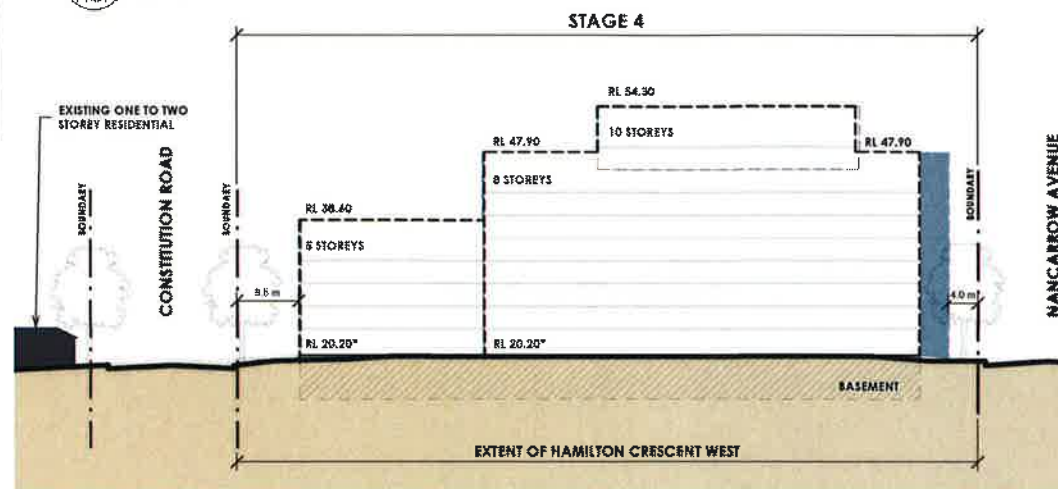 STAGE 4
EXISTING ONE TO TWO
STOREY RESIDENTIAL
RL 54.30
10 STOREYS
RL 47.90
RL 47.90
8 STOREYS
RL 38.60
5 STOREYS
BOUNDARY
CONSTITUTION ROAD
BOUNDARY
BOUNDARY
NANCARROW AVENUE
4.0 m
RL 20.20*
RL 20.20*
BASEMENT
EXTENT OF HAMILTON CRESCENT WEST